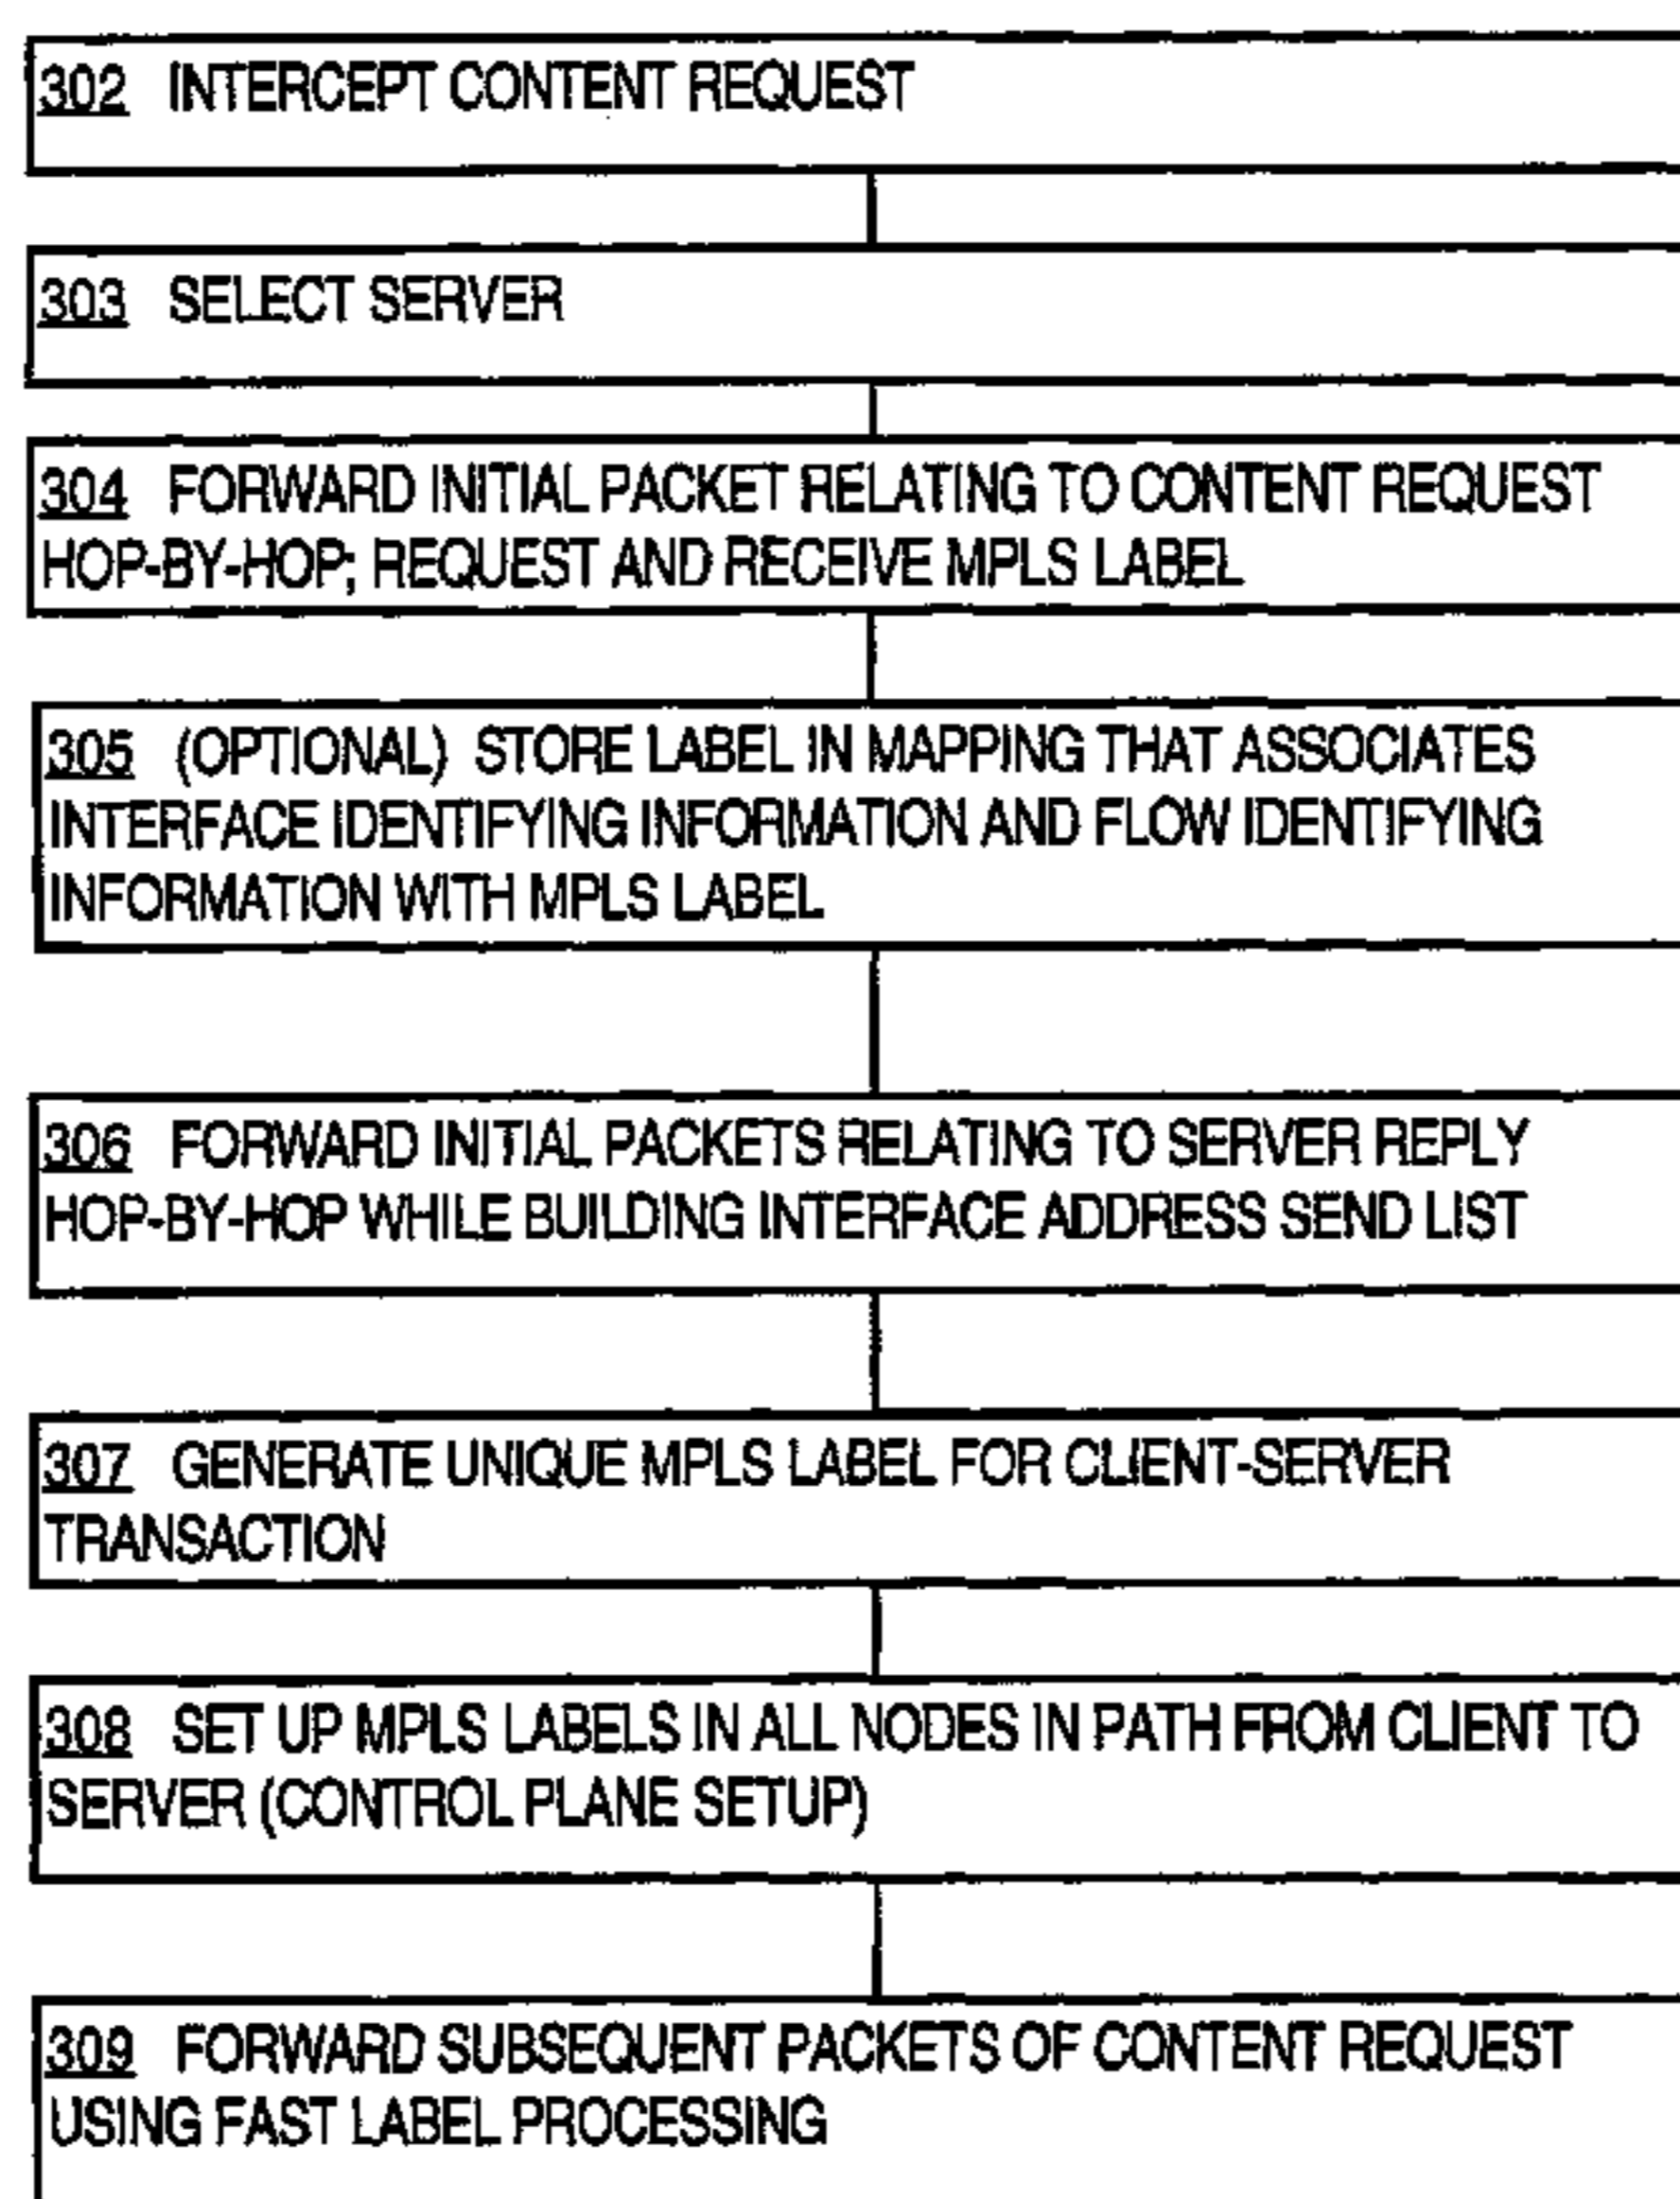 302 INTERCEPT CONTENT REQUEST
303 SELECT SERVER
304 FORWARD INITIAL PACKET RELATING TO CONTENT REQUEST
HOP-BY-HOP; REQUEST AND RECEIVE MPLS LABEL
305 (OPTIONAL) STORE LABEL IN MAPPING THAT ASSOCIATES
INTERFACE IDENTIFYING INFORMATION AND FLOW IDENTIFYING
INFORMATION WITH MPLS LABEL
306 FORWARD INITIAL PACKETS RELATING TO SERVER REPLY
HOP-BY-HOP WHILE BUILDING INTERFACE ADDRESS SEND LIST
307 GENERATE UNIQUE MPLS LABEL FOR CLIENT-SERVER
TRANSACTION
308 SET UP MPLS LABELS IN ALL NODES IN PATH FROM CLIENT TO
SERVER (CONTROL PLANE SETUP)
309 FORWARD SUBSEQUENT PACKETS OF CONTENT REQUEST
USING FAST LABEL PROCESSING